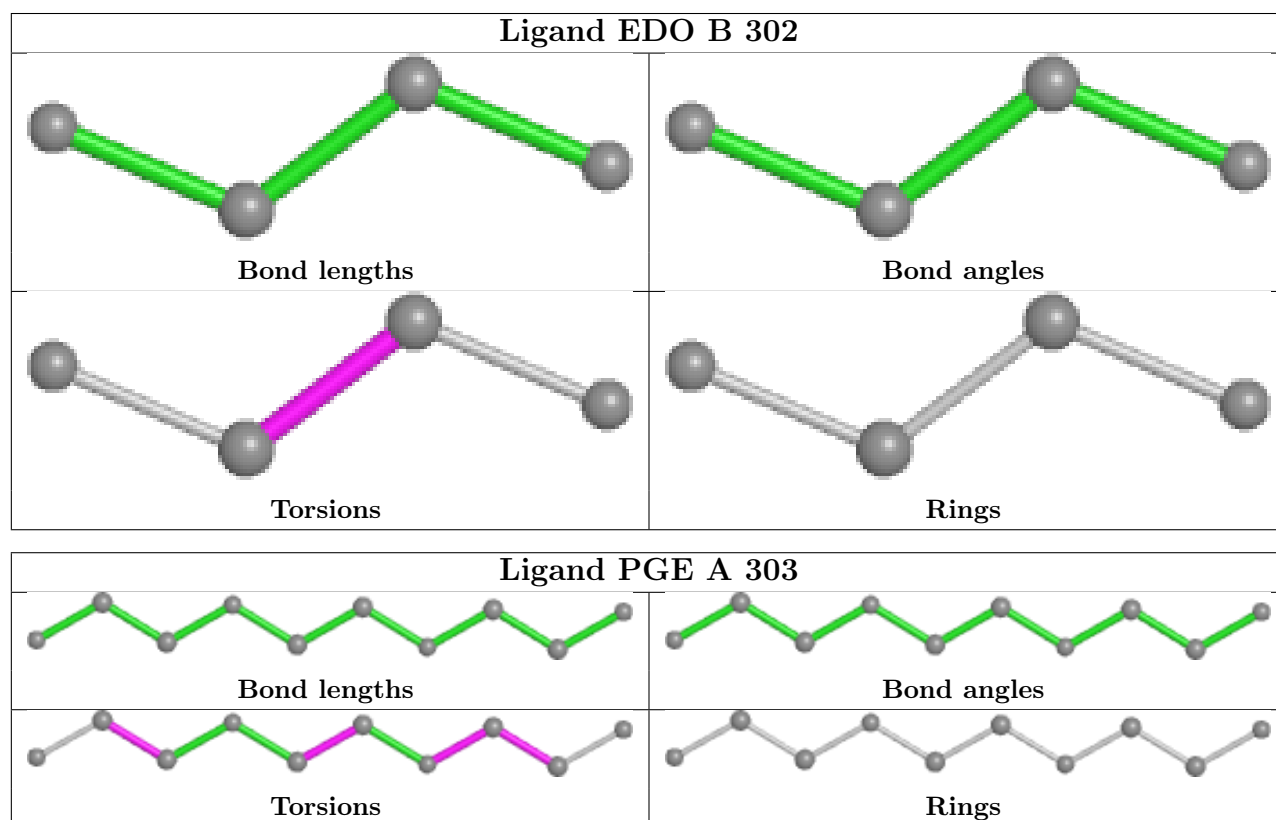 Ligand EDO B 302
Bond lengths
Bond angles
Torsions
Rings
Ligand PGE A 303
Bond lengths
Bond angles
Torsions
Rings